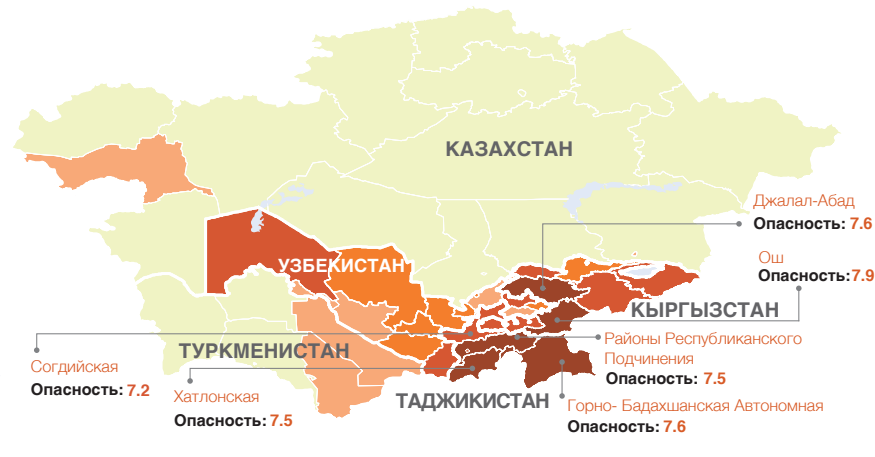 КАЗАХСТАН
Джалал-Абад
Опасность: 7.6
Ош
Опасность:7.9
УЗБЕКИСТАН
КЫРГЫЗСТАН
Районы Республиканского
Подчинения
Опасность: 7.5
ТУРКМЕНИСТАН
Согдийская
Опасность: 7.2
Хатлонская
Опасность: 7.5
ТАДЖИКИСТАН
Горно- Бадахшанская Автономная
Опасность: 7.6